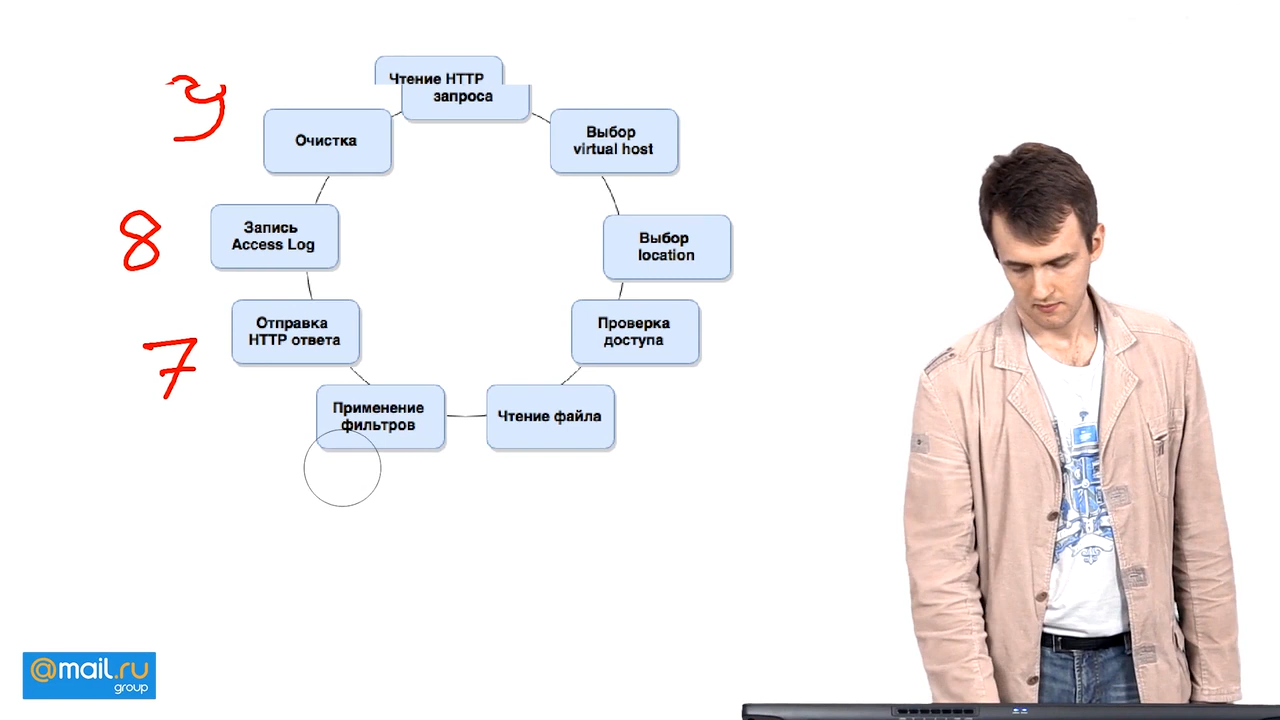 Чтение HTTP
запроса
Выбор
virtual host
Выбор
location
Проверка
доступа
Чтение файла
Применение
фильтров
7
Отправка
HTTP ответа
8
Запись
Access Log
Очистка
@mail.ru
group